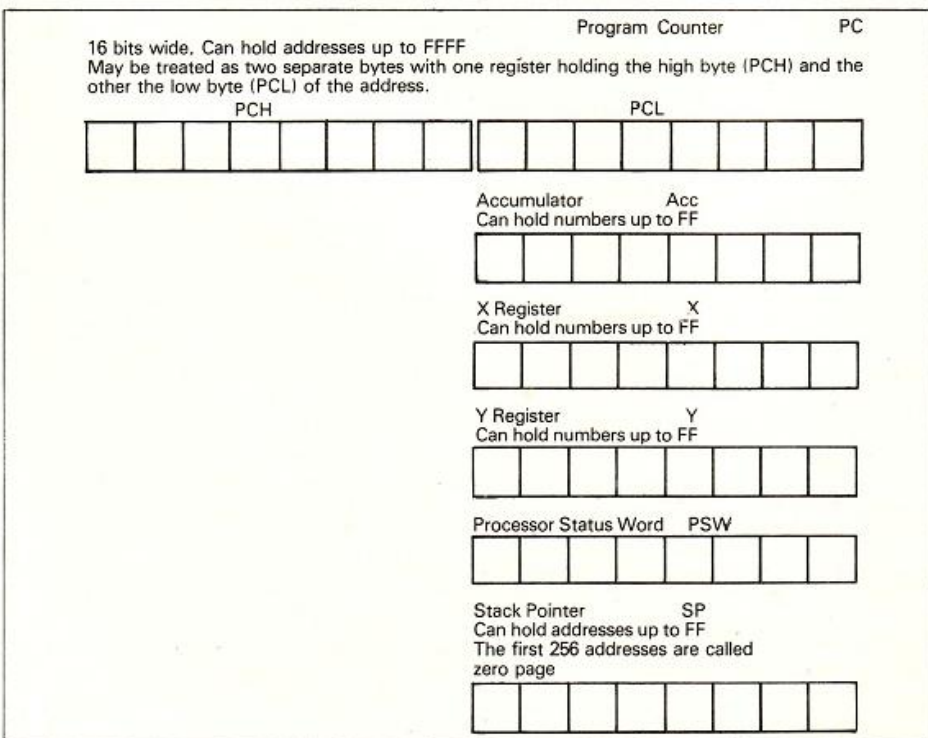 Program Counter PC
16 bits wide. Can hold addresses up to FFFF
May be treated as two separate bytes with one register holding the high byte (PCH) and the
other the low byte (PCL) of the address.
PCH PCL
Accumulator Acc
Can hold numbers up to FF
X Register X
Can hold numbers up to FF
Y Register Y
Can hold numbers up to FF
Processor Status Word PSW
Stack Pointer SP
Can hold addresses up to FF
The first 256 addresses are called
zero page